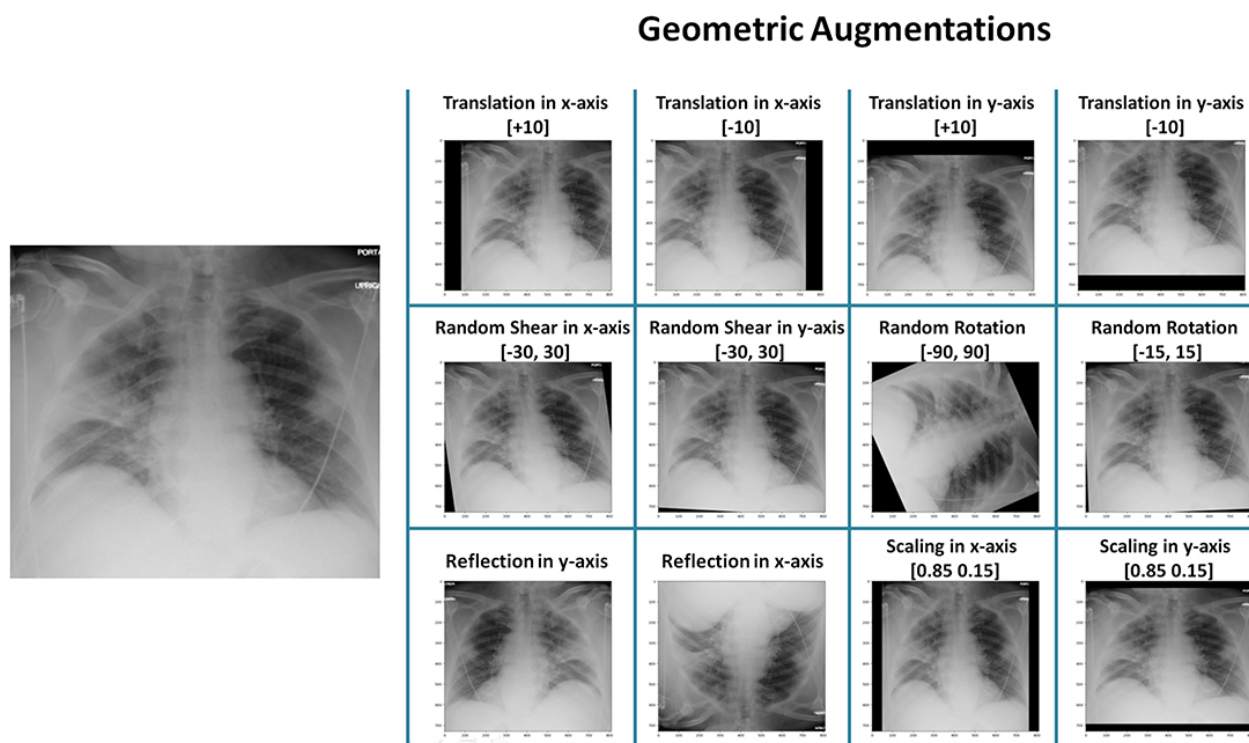 Geometric Augmentations
Translation in x-axis
[+10]
Translation in x-axis
[-10]
Translation in y-axis
[+10]
Translation in y-axis
[-10]
PORTA
UPRIGH
Random Shear in x-axis
[-30, 30]
Random Shear in y-axis
[-30, 30]
Random Rotation
[-90, 90]
Random Rotation
[-15, 15]
Reflection in y-axis
Reflection in x-axis
Scaling in x-axis
[0.85 0.15]
Scaling in y-axis
[0.85 0.15]